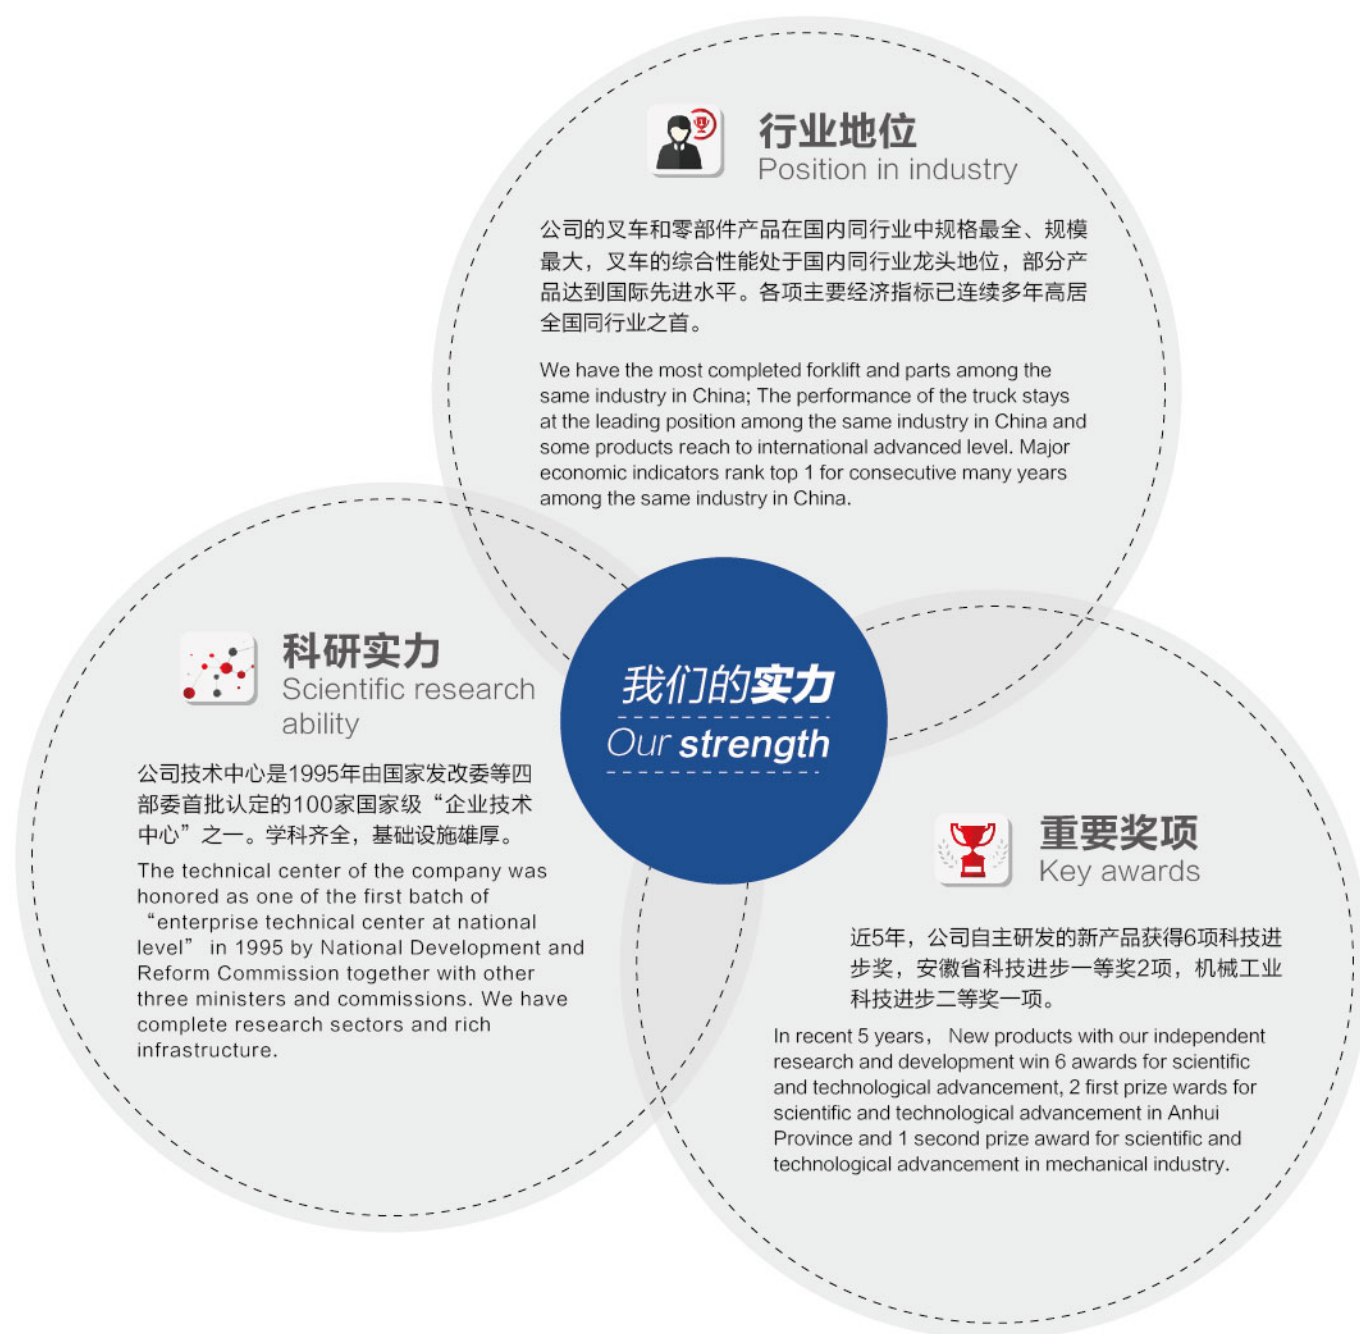 行业地位
Position in industry
公司的叉车和零部件产品在国内同行业中规格最全、规模
最大，叉车的综合性能处于国内同行业龙头地位，部分产
品达到国际先进水平。各项主要经济指标已连续多年高居
全国同行业之首。
We have the most completed forklift and parts among the
same industry in China; The performance of the truck stays
at the leading position among the same industry in China and
some products reach to international advanced level. Major
economic indicators rank top 1 for consecutive many years
among the same industry in China.
我们的实力
Our strength
科研实力
Scientific research
ability
公司技术中心是1995年由国家发改委等四
部委首批认定的100家国家级“企业技术
中心”之一。学科齐全，基础设施雄厚。
The technical center of the company was
honored as one of the first batch of
“enterprise technical center at national
level” in 1995 by National Development and
Reform Commission together with other
three ministers and commissions. We have
complete research sectors and rich
infrastructure.
重要奖项
Key awards
近5年，公司自主研发的新产品获得6项科技进
步奖，安徽省科技进步一等奖2项，机械工业
科技进步二等奖一项。
In recent 5 years， New products with our independent
research and development win 6 awards for scientific
and technological advancement, 2 first prize wards for
scientific and technological advancement in Anhui
Province and 1 second prize award for scientific and
technological advancement in mechanical industry.